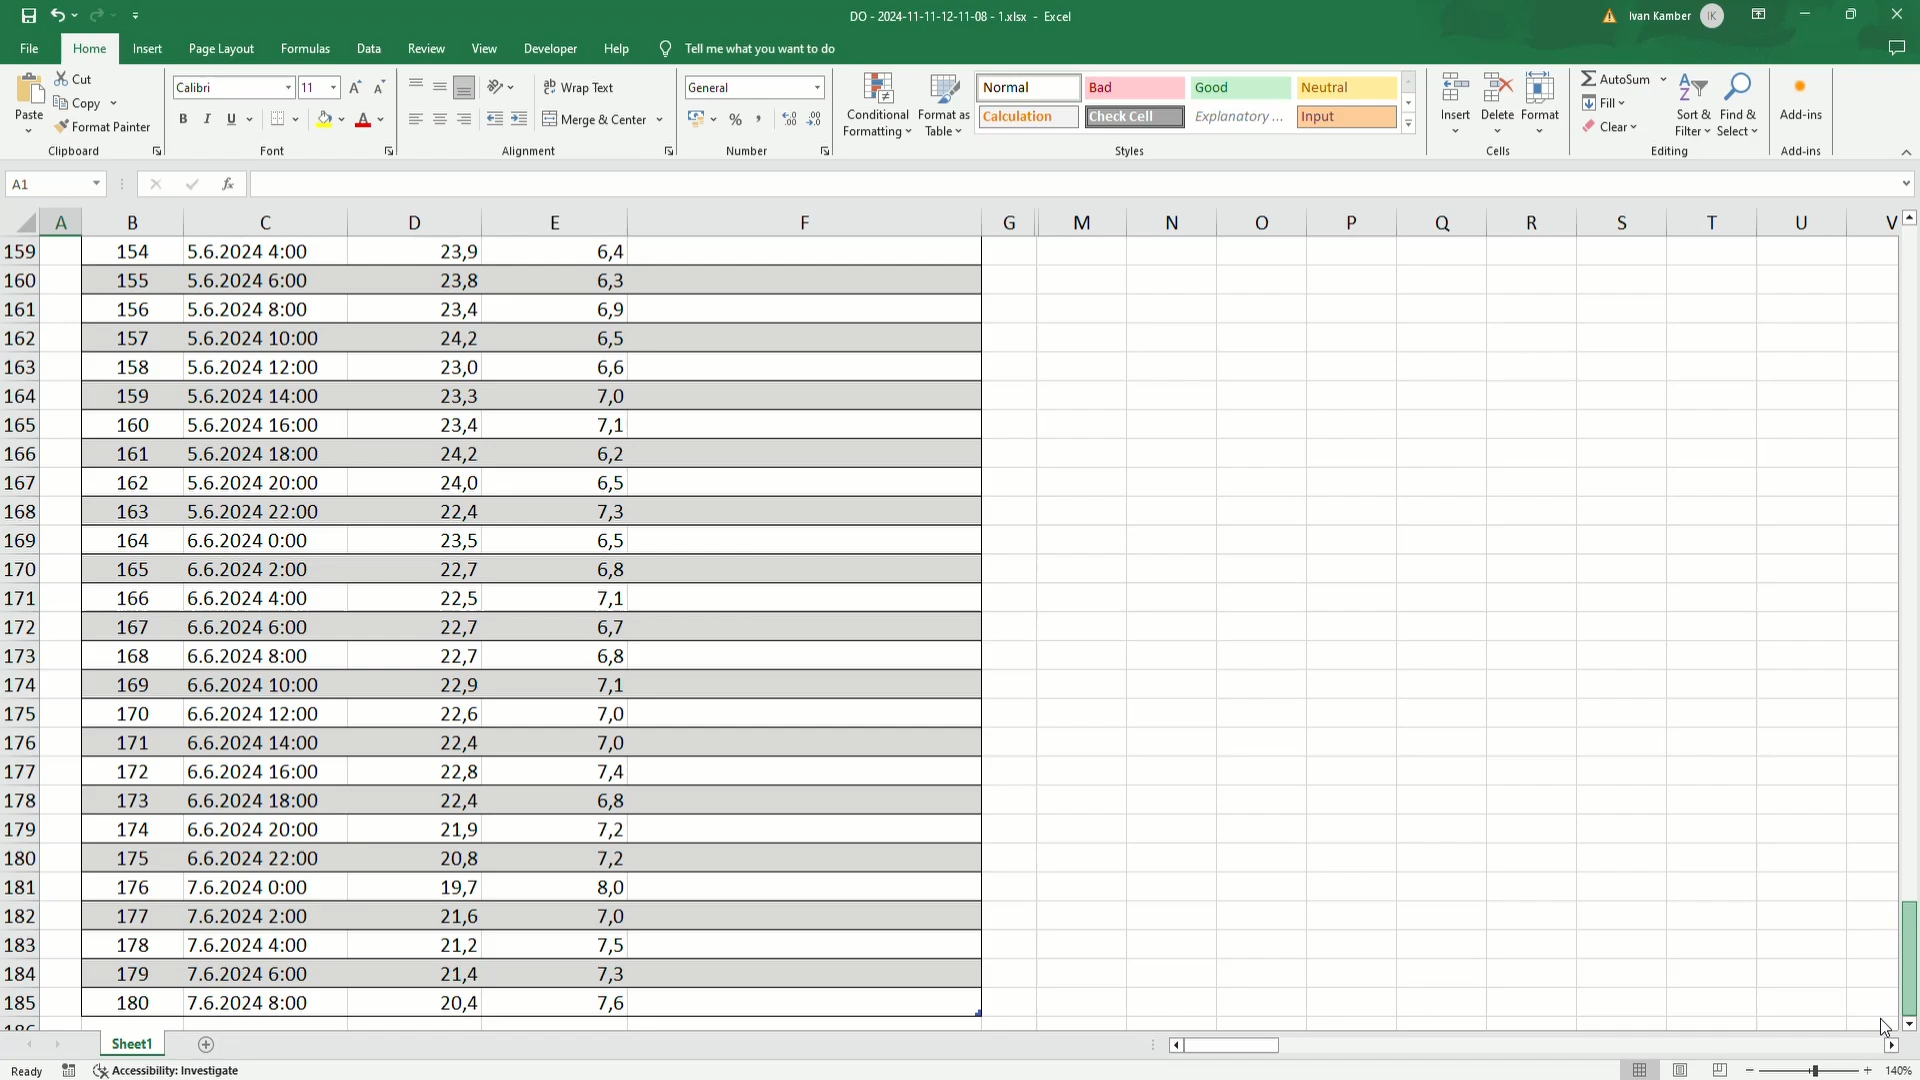 DO - 2024-11-11-12-11-08 - 1.xlsx - Excel
Ivan Kamber IK
File Home Insert Page Layout Formulas Data Review View Developer Help Tell me what you want to do
Paste
Cut
Copy
Format Painter
Clipboard
Calibri 11
B I U A
Font
Wrap Text
Merge & Center
Alignment
General
%
Number
Conditional Formatting
Format as Table
Normal Bad Good Neutral
Calculation Check Cell Explanatory ... Input
Styles
Insert Delete Format
Cells
AutoSum
Fill
Clear
Sort & Filter
Find & Select
Editing
Add-ins
Add-ins
A1 fx
A B C D E F G M N O P Q R S T U V
159 154 5.6.2024 4:00 23,9 6,4
160 155 5.6.2024 6:00 23,8 6,3
161 156 5.6.2024 8:00 23,4 6,9
162 157 5.6.2024 10:00 24,2 6,5
163 158 5.6.2024 12:00 23,0 6,6
164 159 5.6.2024 14:00 23,3 7,0
165 160 5.6.2024 16:00 23,4 7,1
166 161 5.6.2024 18:00 24,2 6,2
167 162 5.6.2024 20:00 24,0 6,5
168 163 5.6.2024 22:00 22,4 7,3
169 164 6.6.2024 0:00 23,5 6,5
170 165 6.6.2024 2:00 22,7 6,8
171 166 6.6.2024 4:00 22,5 7,1
172 167 6.6.2024 6:00 22,7 6,7
173 168 6.6.2024 8:00 22,7 6,8
174 169 6.6.2024 10:00 22,9 7,1
175 170 6.6.2024 12:00 22,6 7,0
176 171 6.6.2024 14:00 22,4 7,0
177 172 6.6.2024 16:00 22,8 7,4
178 173 6.6.2024 18:00 22,4 6,8
179 174 6.6.2024 20:00 21,9 7,2
180 175 6.6.2024 22:00 20,8 7,2
181 176 7.6.2024 0:00 19,7 8,0
182 177 7.6.2024 2:00 21,6 7,0
183 178 7.6.2024 4:00 21,2 7,5
184 179 7.6.2024 6:00 21,4 7,3
185 180 7.6.2024 8:00 20,4 7,6
Sheet1
Ready Accessibility: Investigate 140%